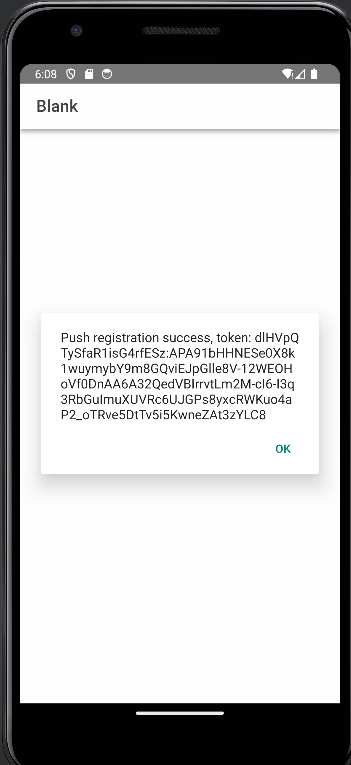 6:08
Blank
Push registration success, token: dlHVpQ
TySfaR1isG4rfESz:APA91bHHNESe0X8k
1wuymybY9m8GQviEJpGlle8V-12WEOH
oVf0DnAA6A32QedVBIrrvtLm2M-cl6-I3q
3RbGuImuXUVRc6UJGPs8yxcRWKuo4a
P2_oTRve5DtTv5i5KwneZAt3zYLC8
OK